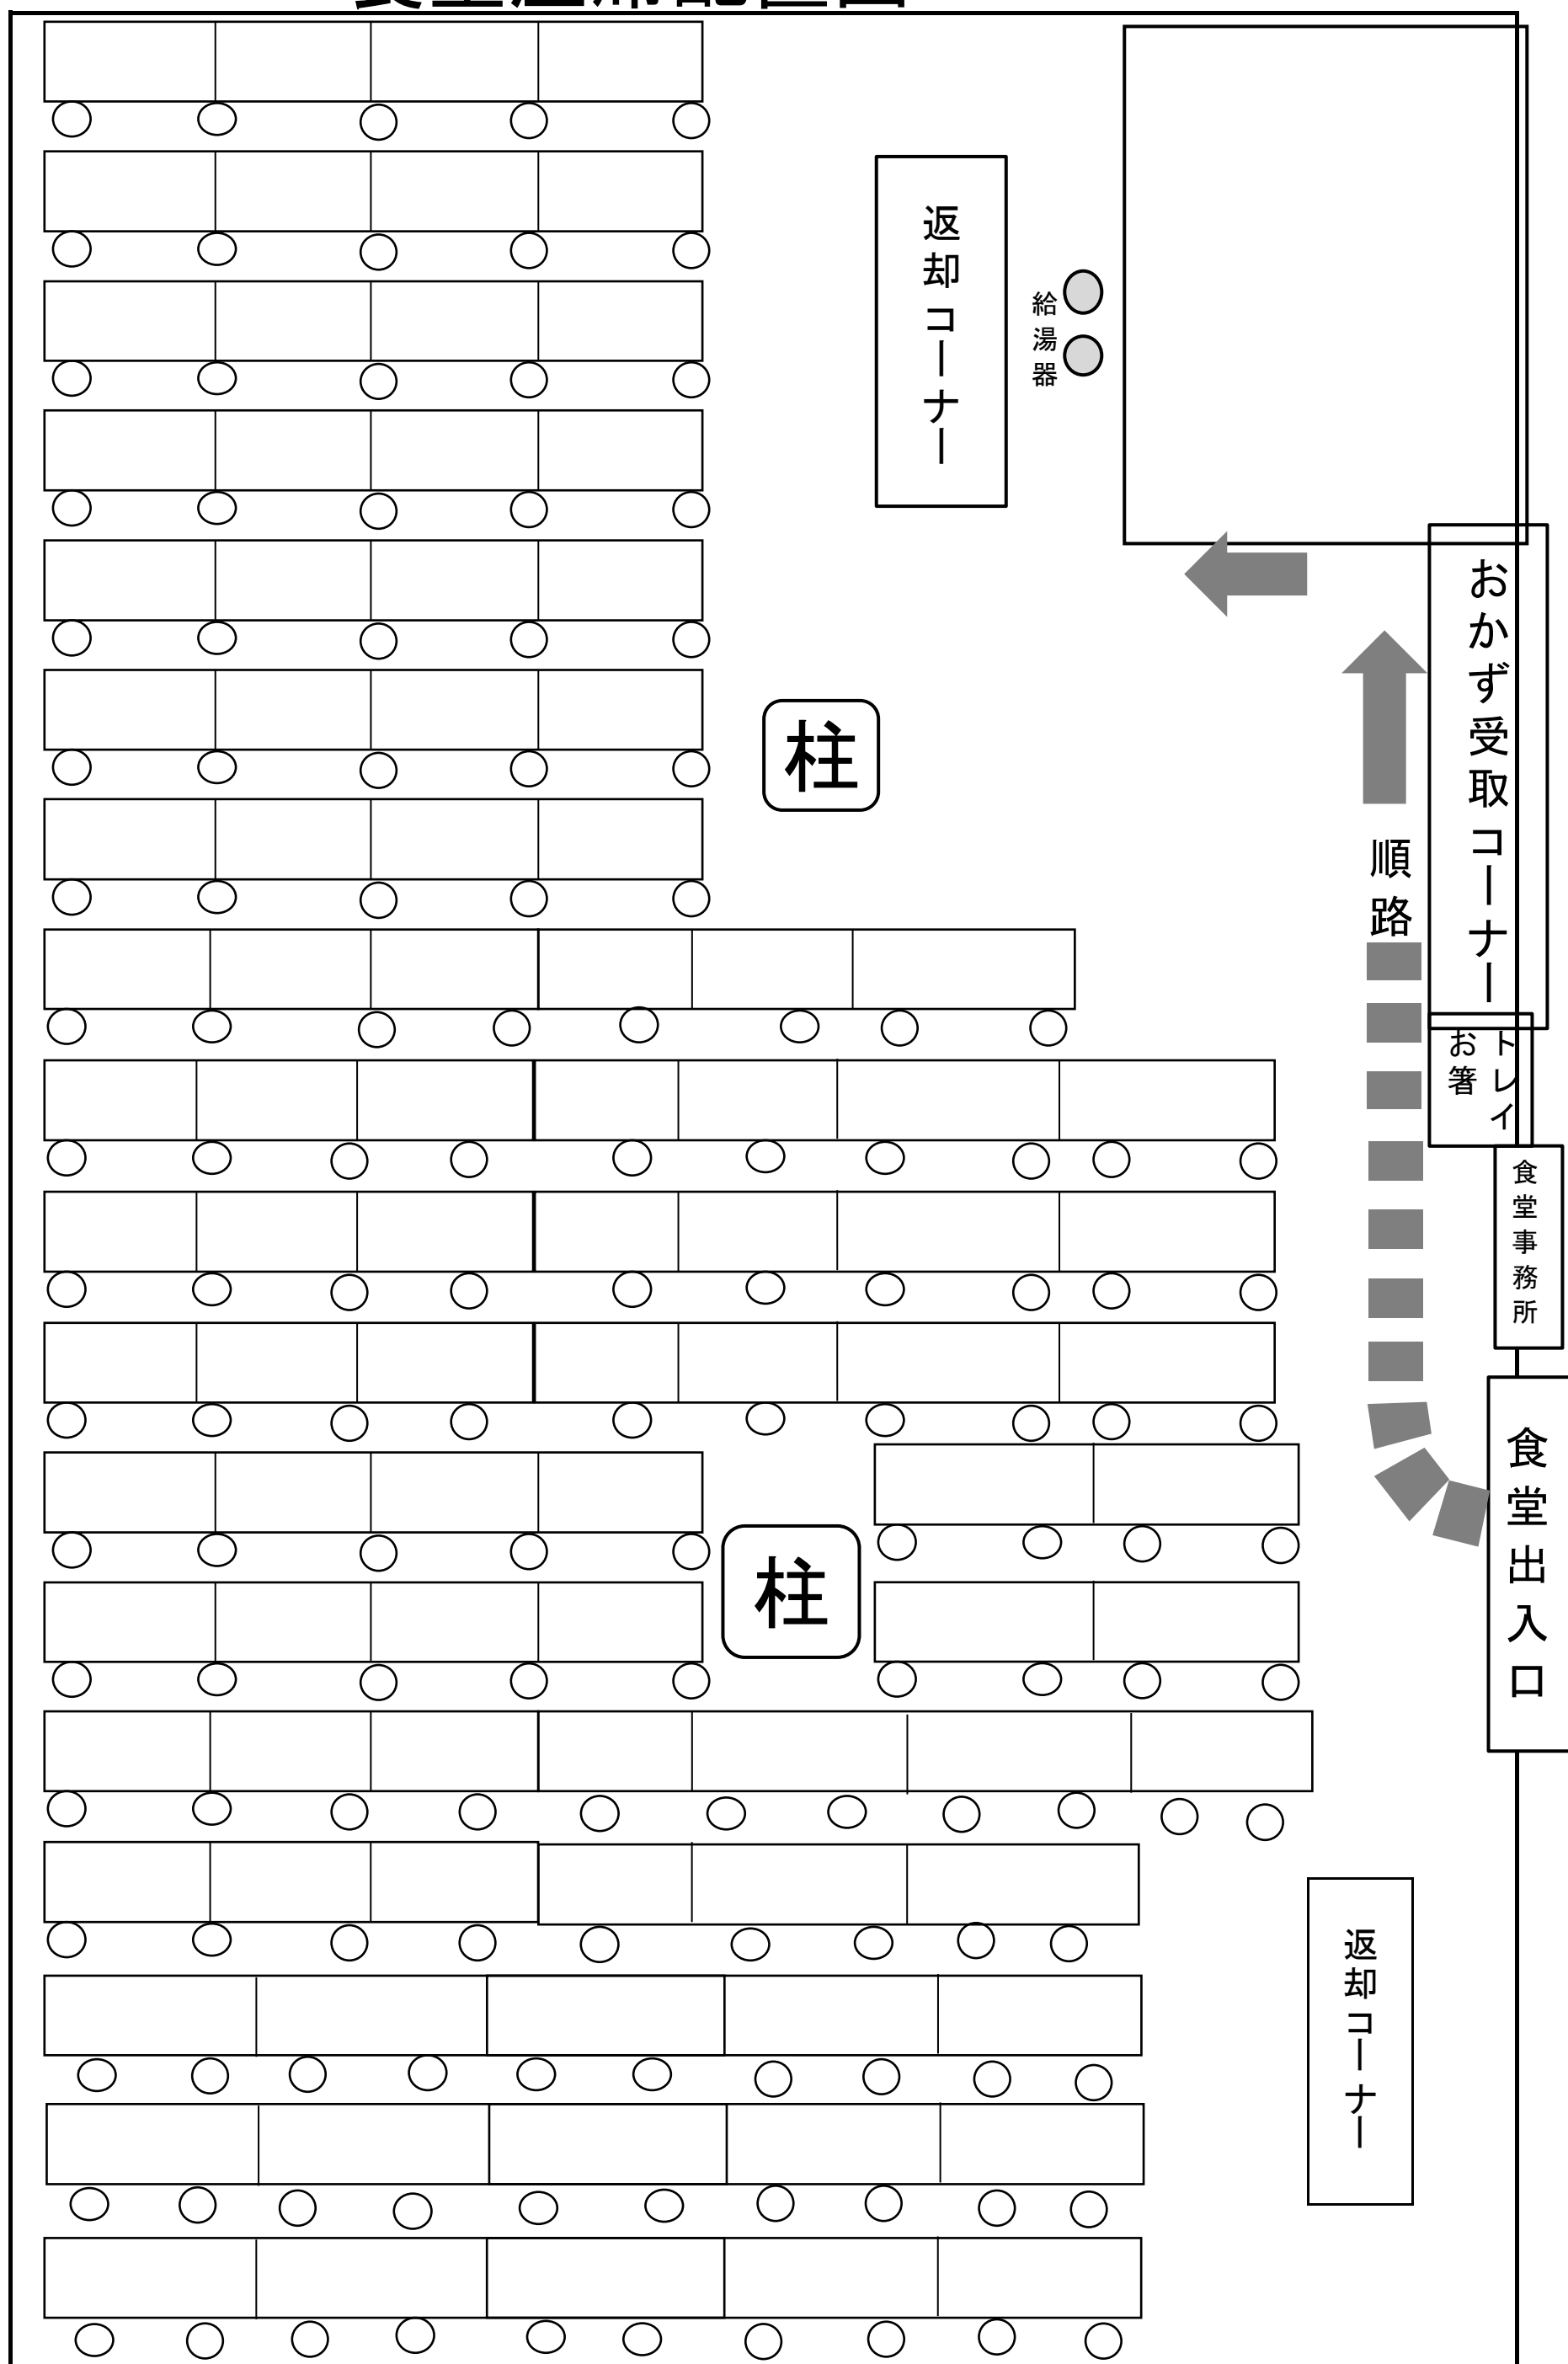 返却コーナー
給湯器
おかず受取コーナー
柱
順路
トレイ
お箸
食堂事務所
食堂出入口
柱
返却コーナー